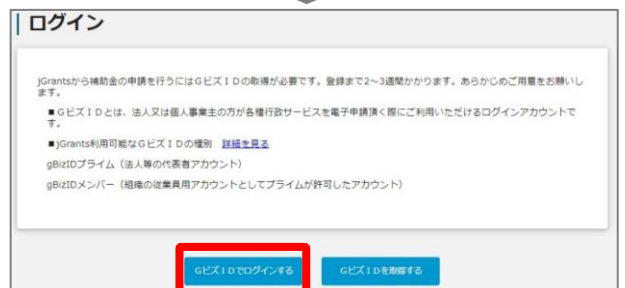 ログイン
jGrantsから補助金の申請を行うにはGビズIDの取得が必要です。登録まで2～3週間かかります。あらかじめご用意をお願いし
ます。
■GビズIDとは、法人又は個人事業主の方が各種行政サービスを電子申請頂く際にご利用いただけるログインアカウントで
す。
■jGrants利用可能なGビズIDの種別 詳細を見る
gBizIDプライム（法人等の代表者アカウント）
gBizIDメンバー（組織の従業員用アカウントとしてプライムが許可したアカウント）
GビズIDでログインする GビズIDを取得する